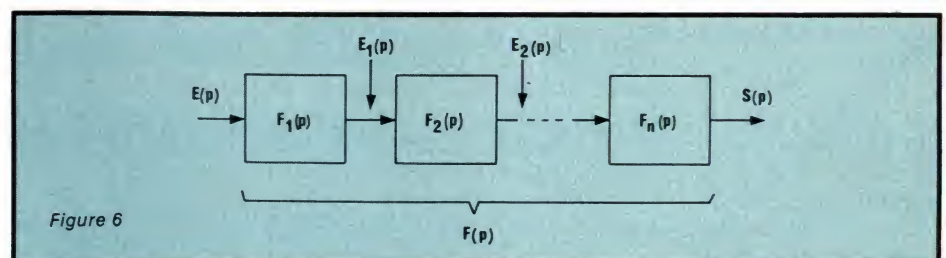 E₁(p) E₂(p)
E(p) F₁(p) F₂(p) Fₙ(p) S(p)
Figure 6
F(p)